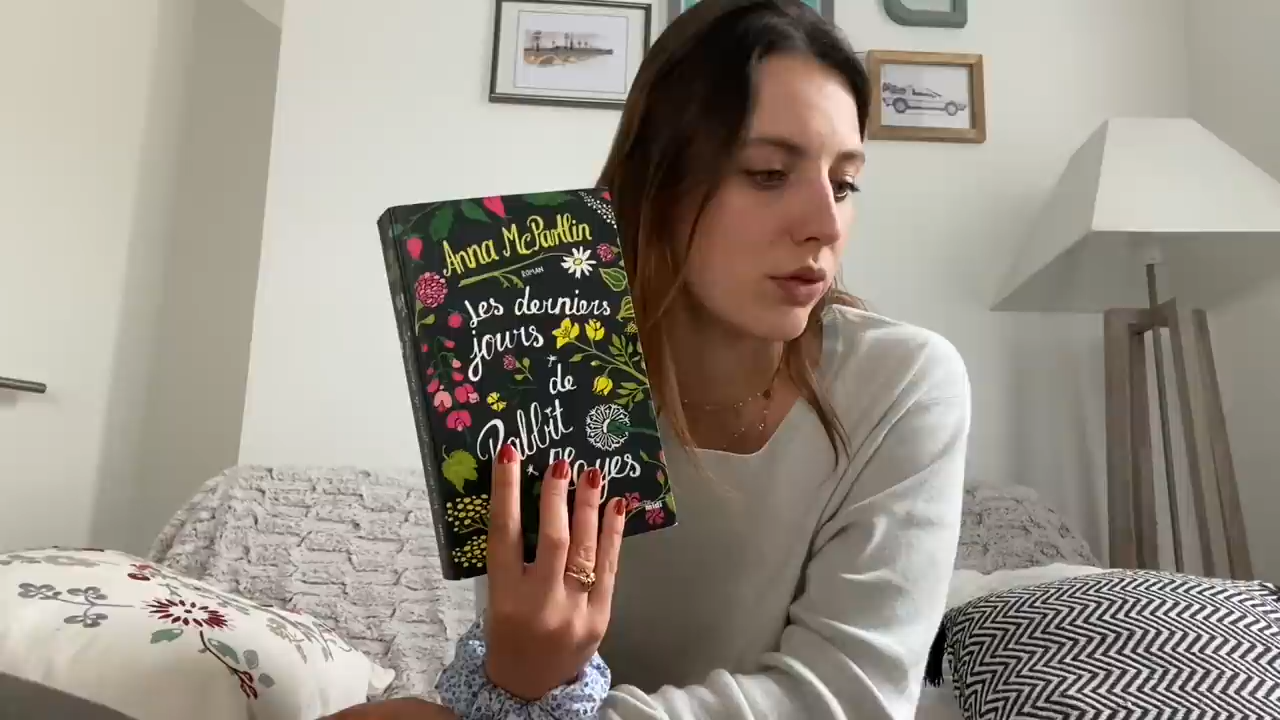 Anna McPartlin
ROMAN
Les derniers
jours
de
Rabbit
Hayes